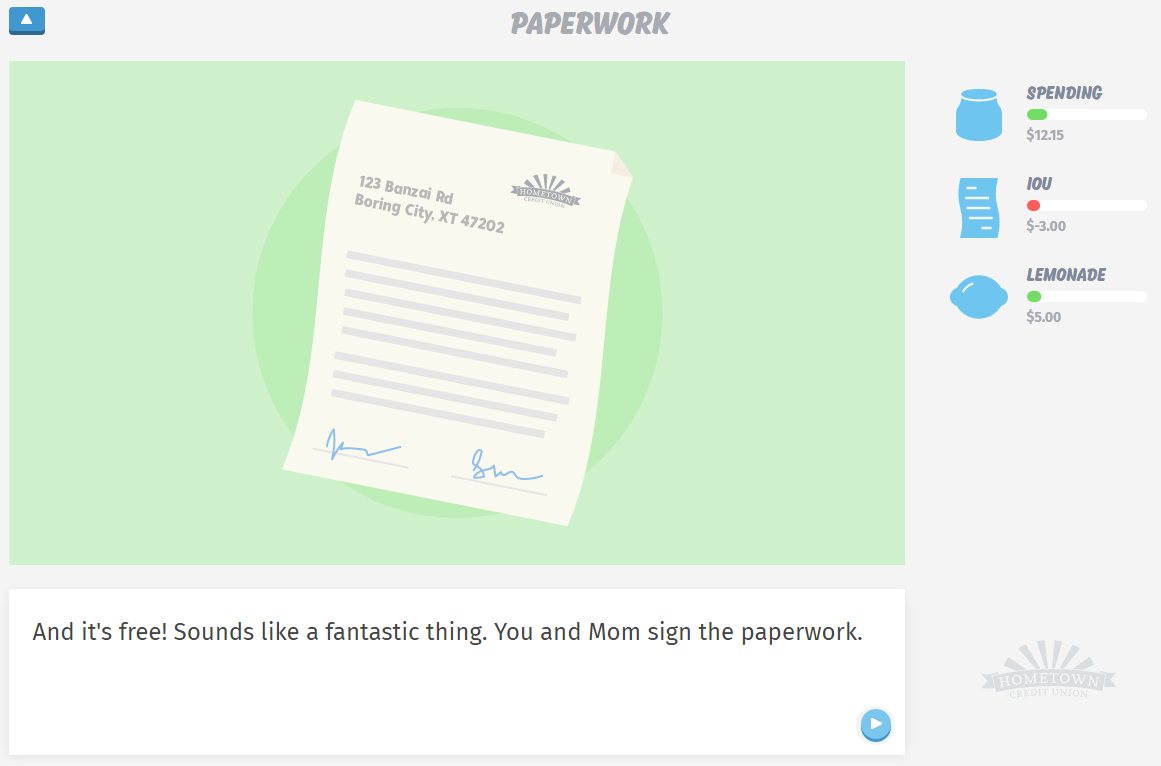 PAPERWORK
123 Banzai Rd
Boring City, XT 47202
HOMETOWN
CREDIT UNION
SPENDING
$12.15
IOU
$-3.00
LEMONADE
$5.00
And it's free! Sounds like a fantastic thing. You and Mom sign the paperwork.
HOMETOWN
CREDIT UNION